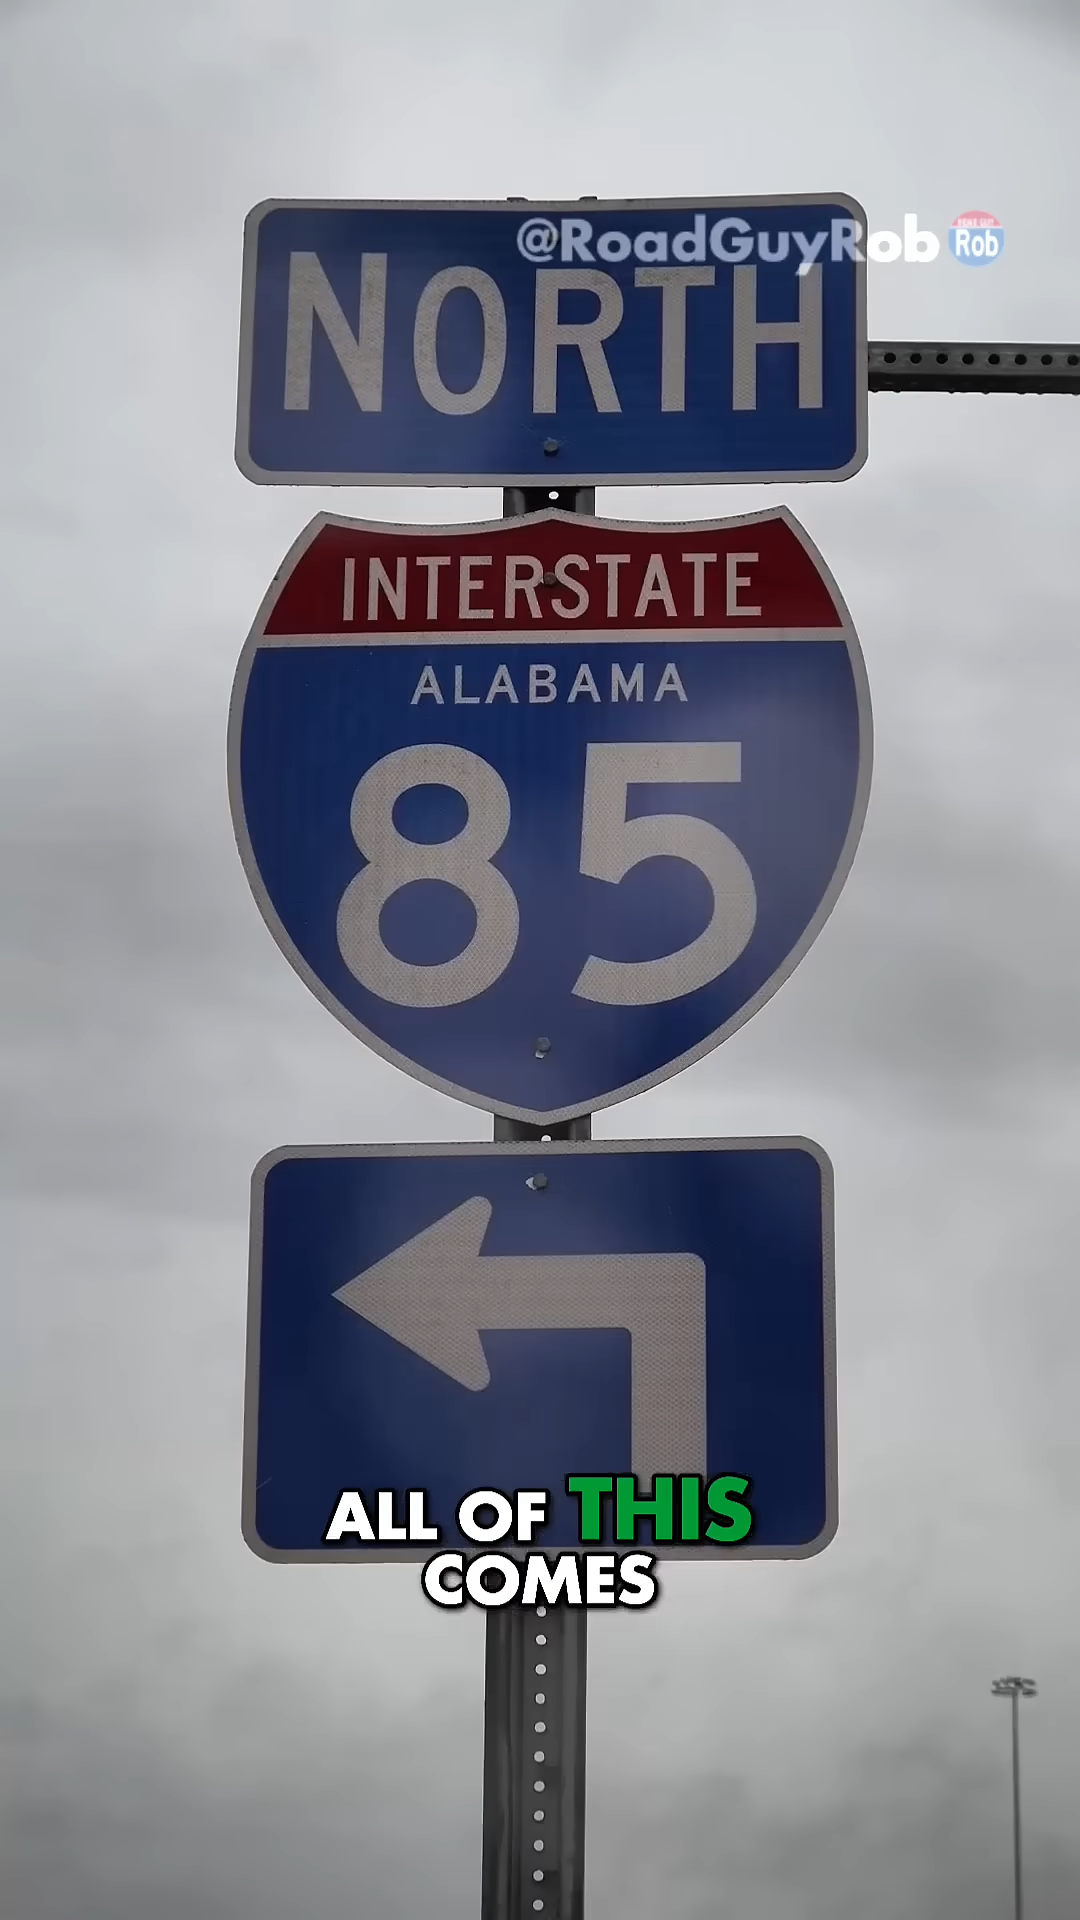 @RoadGuyRob Rob
NORTH
INTERSTATE
ALABAMA
85
ALL OF THIS
COMES